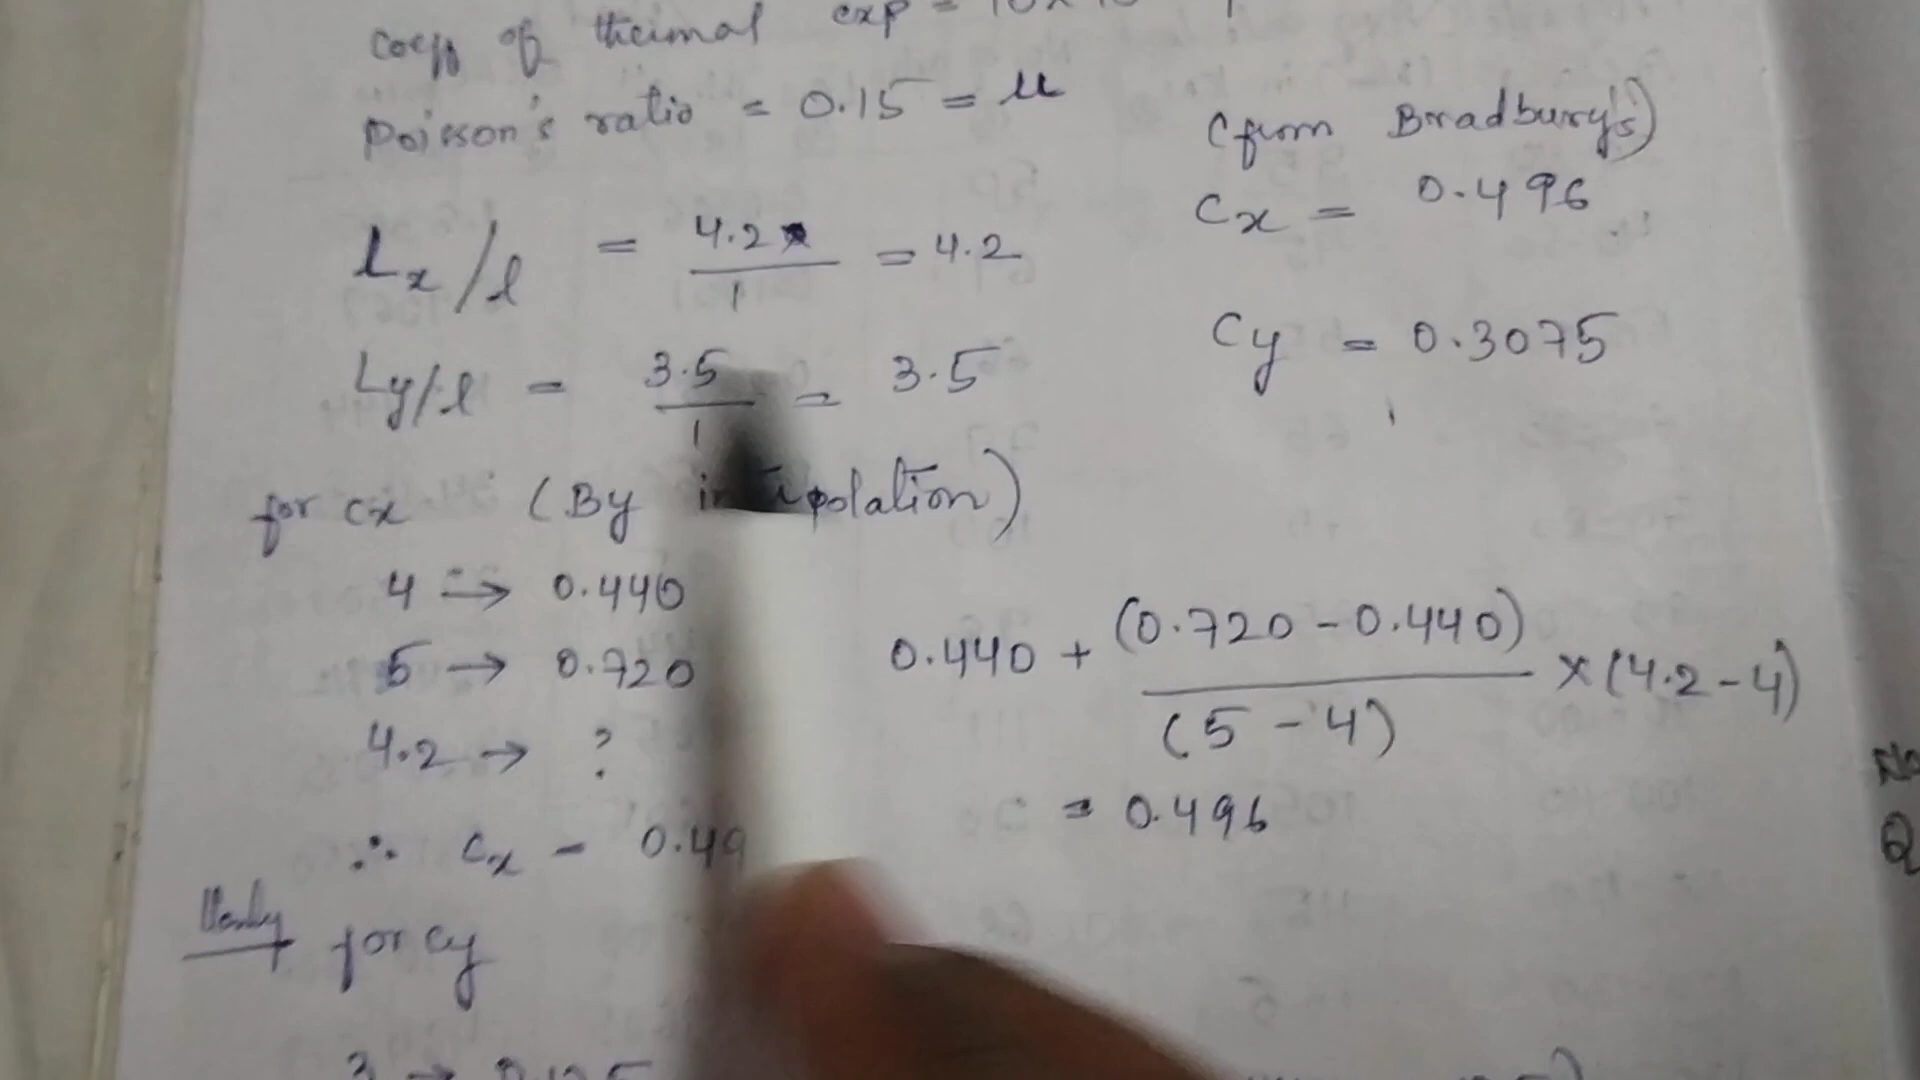 Coeff of thermal exp = 10 × 10
Poisson's ratio = 0.15 = μ
Lx/l = 4.2 / 1 = 4.2
Ly/l = 3.5 / 1 = 3.5
(from Bradbury's)
Cx = 0.496
Cy = 0.3075
for cx (By interpolation)
4 → 0.440
5 → 0.720
4.2 → ?
0.440 + (0.720 - 0.440) / (5 - 4) × (4.2 - 4)
= 0.496
∴ Cx = 0.49
for cy
Q